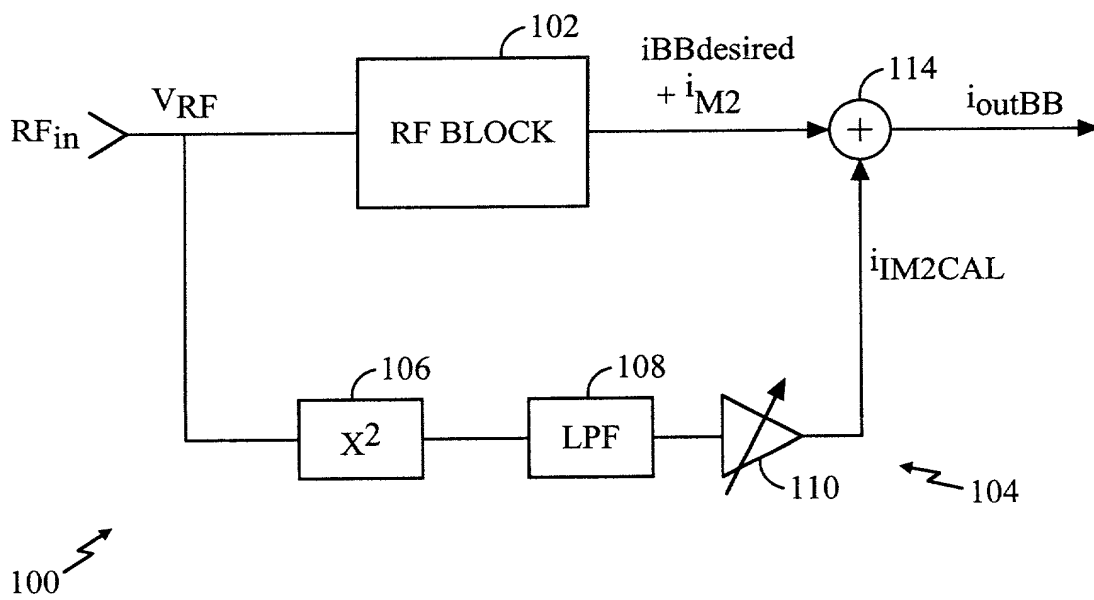 102
iBBdesired
+ iM2
114
VRF
ioutBB
RFin
RF BLOCK
+
iIM2CAL
106
108
X2
LPF
110
104
100